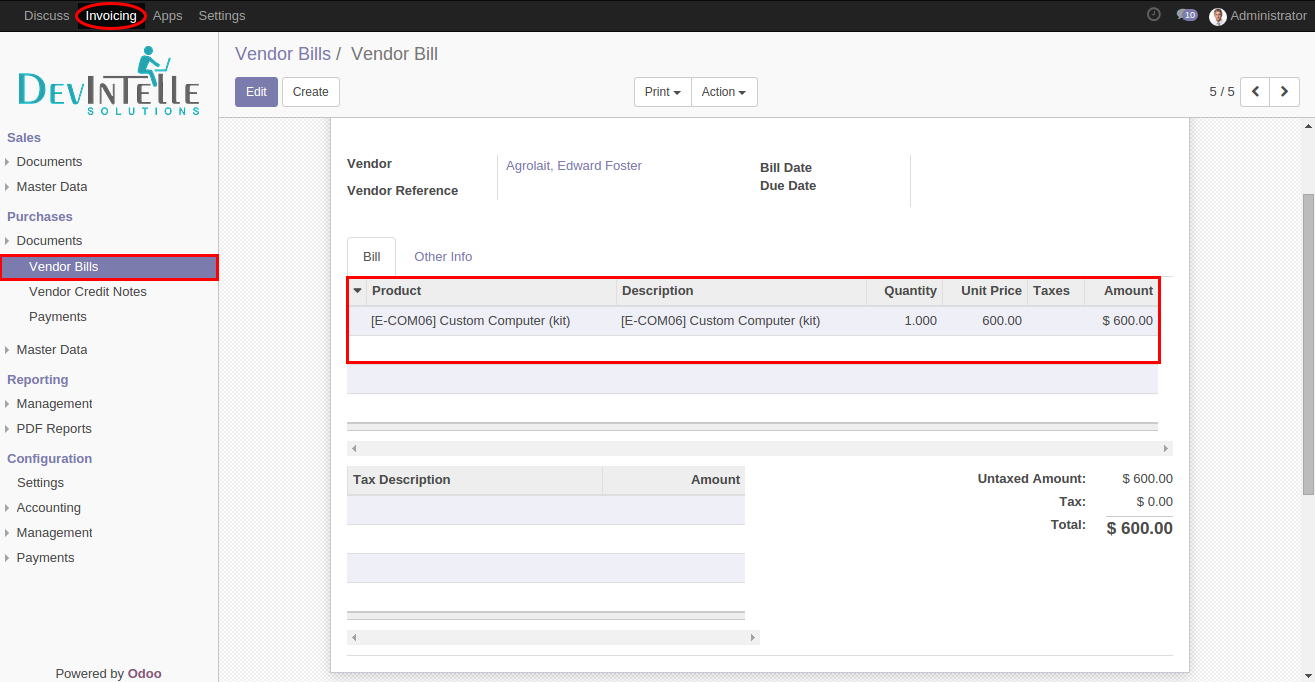 Discuss Invoicing Apps Settings 10 Administrator
DEVINTELLE
SOLUTIONS
Vendor Bills / Vendor Bill
Edit Create Print Action 5 / 5
Sales
Documents
Master Data
Purchases
Documents
Vendor Bills
Vendor Credit Notes
Payments
Master Data
Reporting
Management
PDF Reports
Configuration
Settings
Accounting
Management
Payments
Powered by Odoo
Vendor Agrolait, Edward Foster Bill Date
Vendor Reference Due Date
Bill Other Info
Product Description Quantity Unit Price Taxes Amount
[E-COM06] Custom Computer (kit) [E-COM06] Custom Computer (kit) 1.000 600.00 $ 600.00
Tax Description Amount
Untaxed Amount: $ 600.00
Tax: $ 0.00
Total: $ 600.00